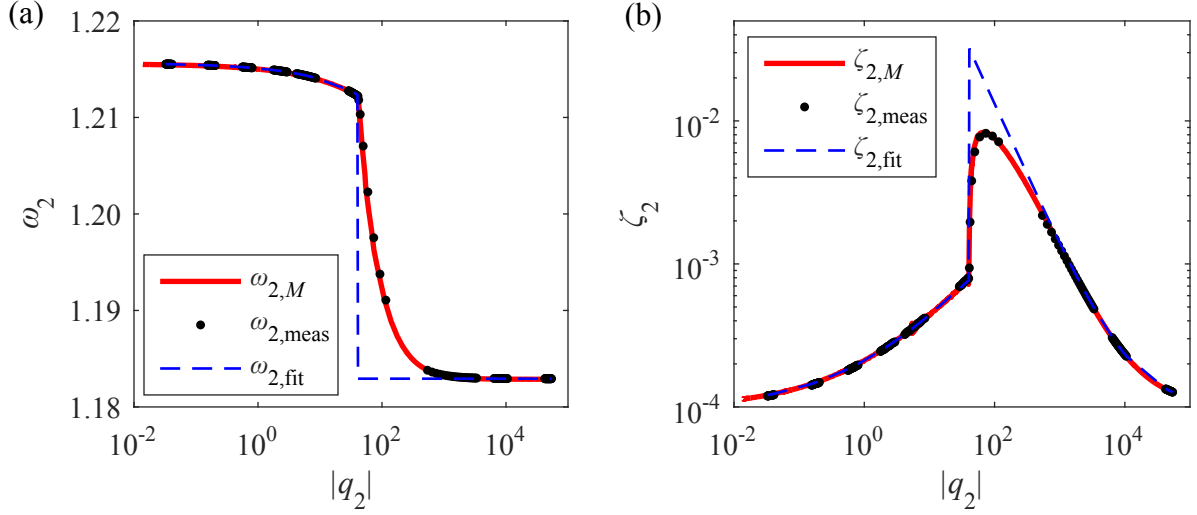 (a)
1.22
1.21
1.20
1.19
1.18
ω₂
ω₂,M
ω₂,meas
ω₂,fit
10⁻²
10⁰
10²
10⁴
|q₂|
(b)
10⁻²
10⁻³
10⁻⁴
ζ₂
ζ₂,M
ζ₂,meas
ζ₂,fit
10⁻²
10⁰
10²
10⁴
|q₂|